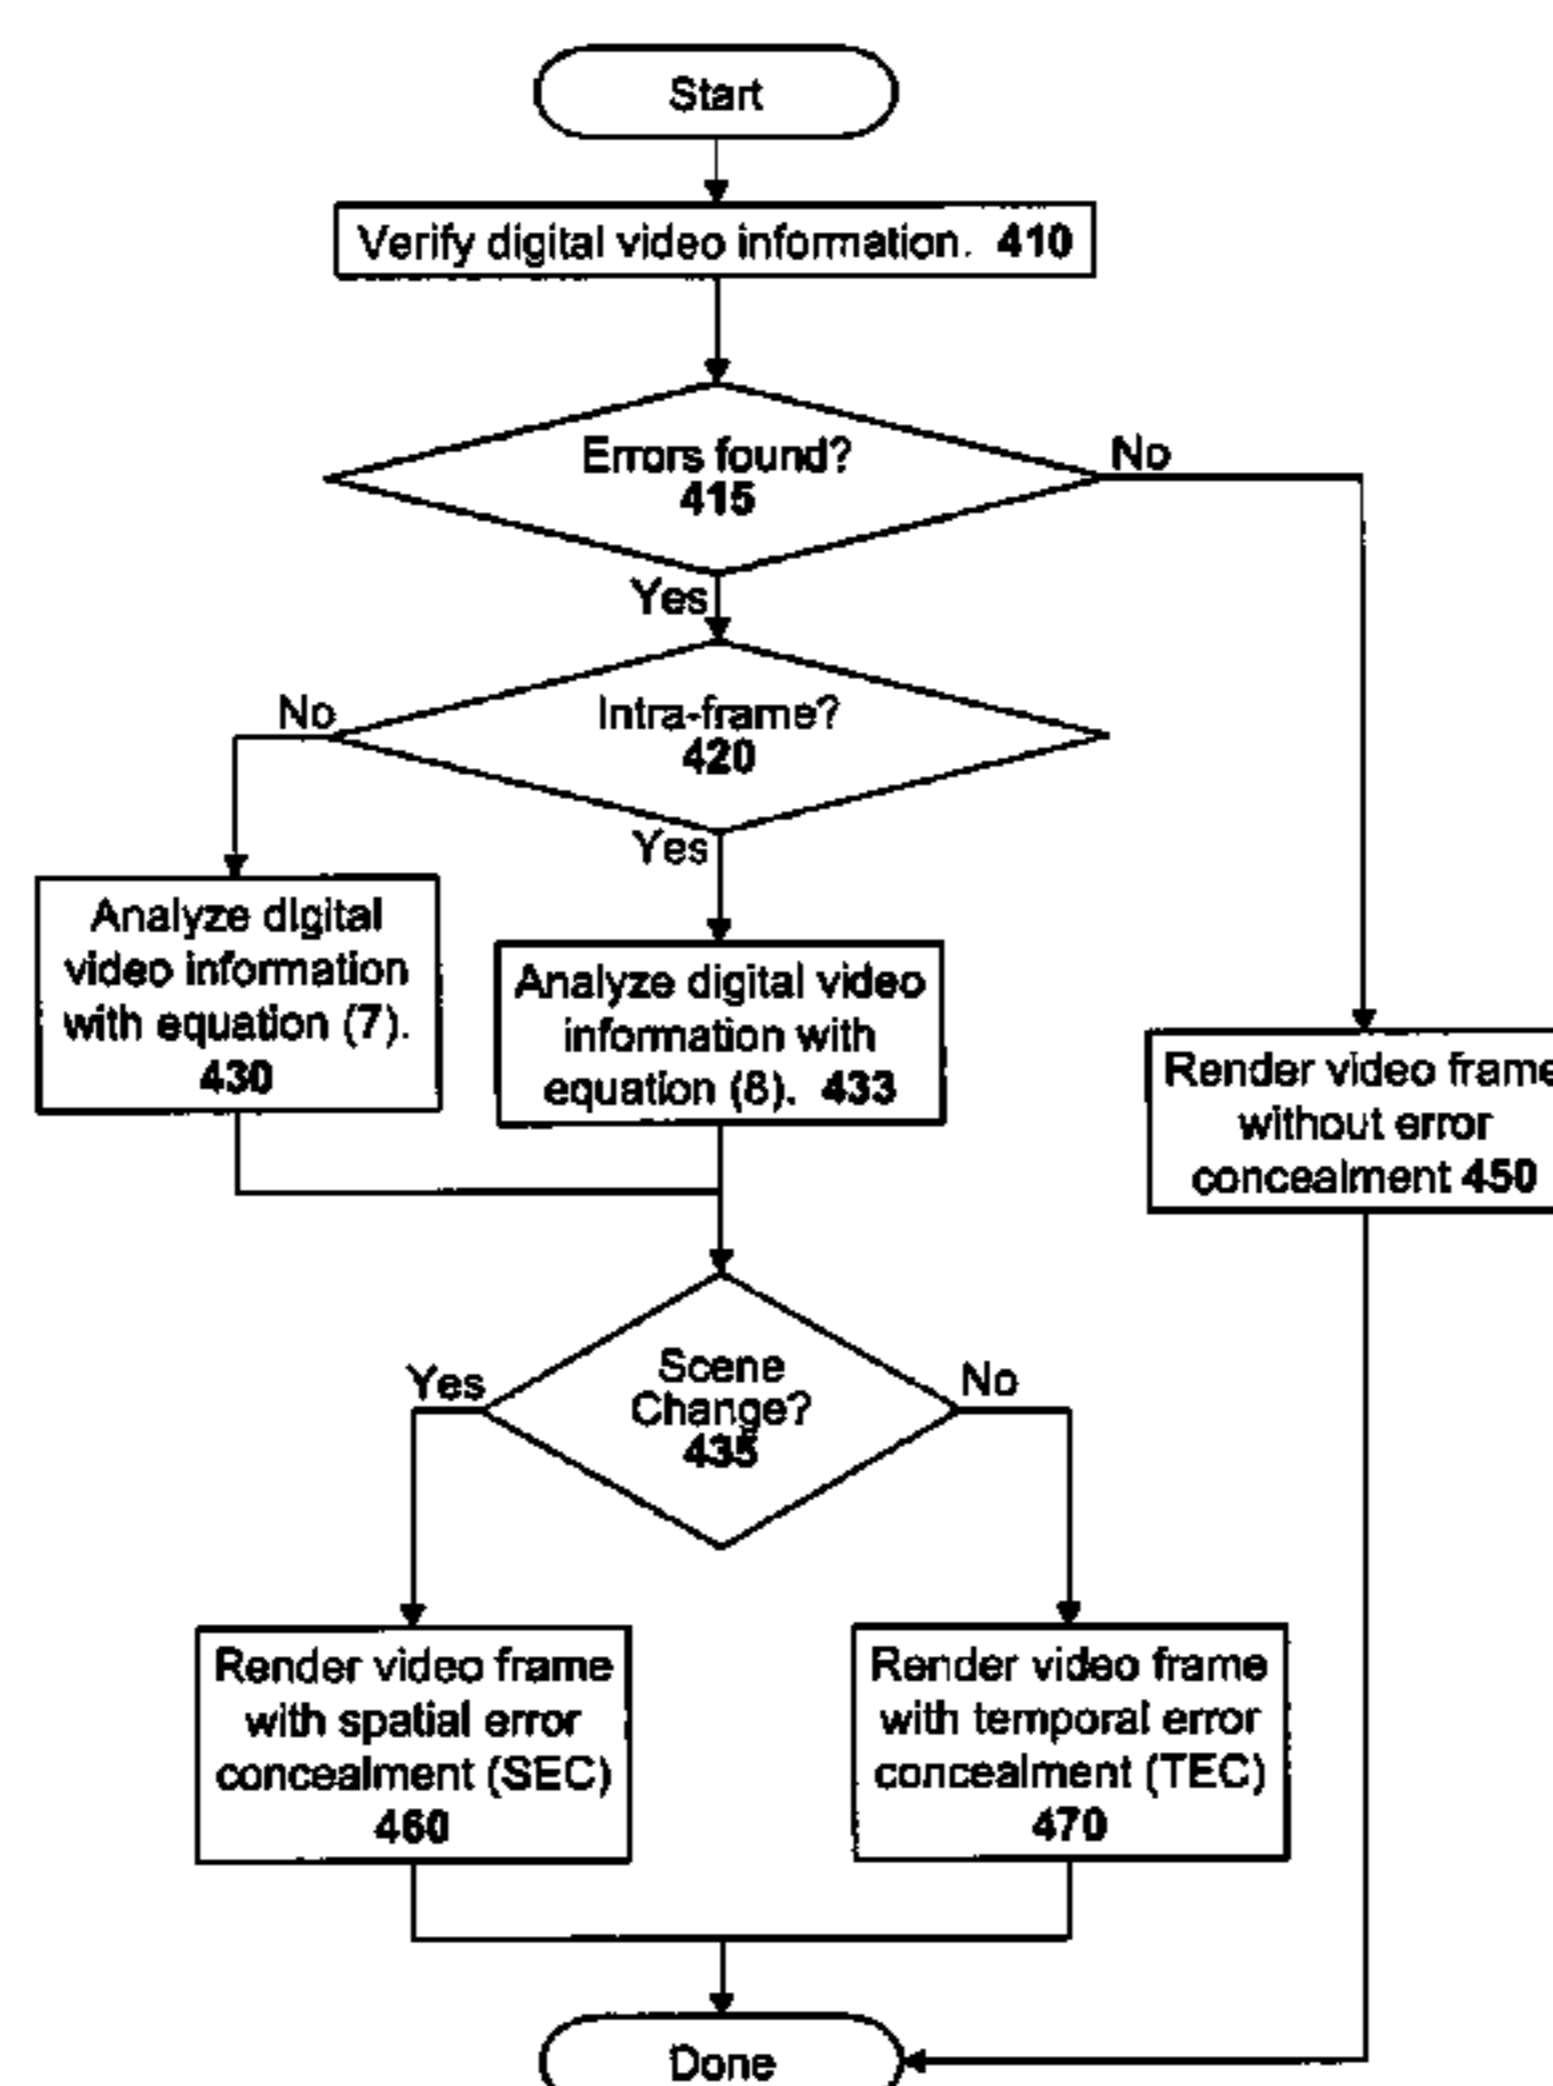 Start
Verify digital video information. 410
Errors found?
415
No
Yes
Intra-frame?
420
No
Yes
Analyze digital
video information
with equation (7).
430
Analyze digital video
information with
equation (8). 433
Render video frame
without error
concealment 450
Scene
Change?
435
Yes
No
Render video frame
with spatial error
concealment (SEC)
460
Render video frame
with temporal error
concealment (TEC)
470
Done